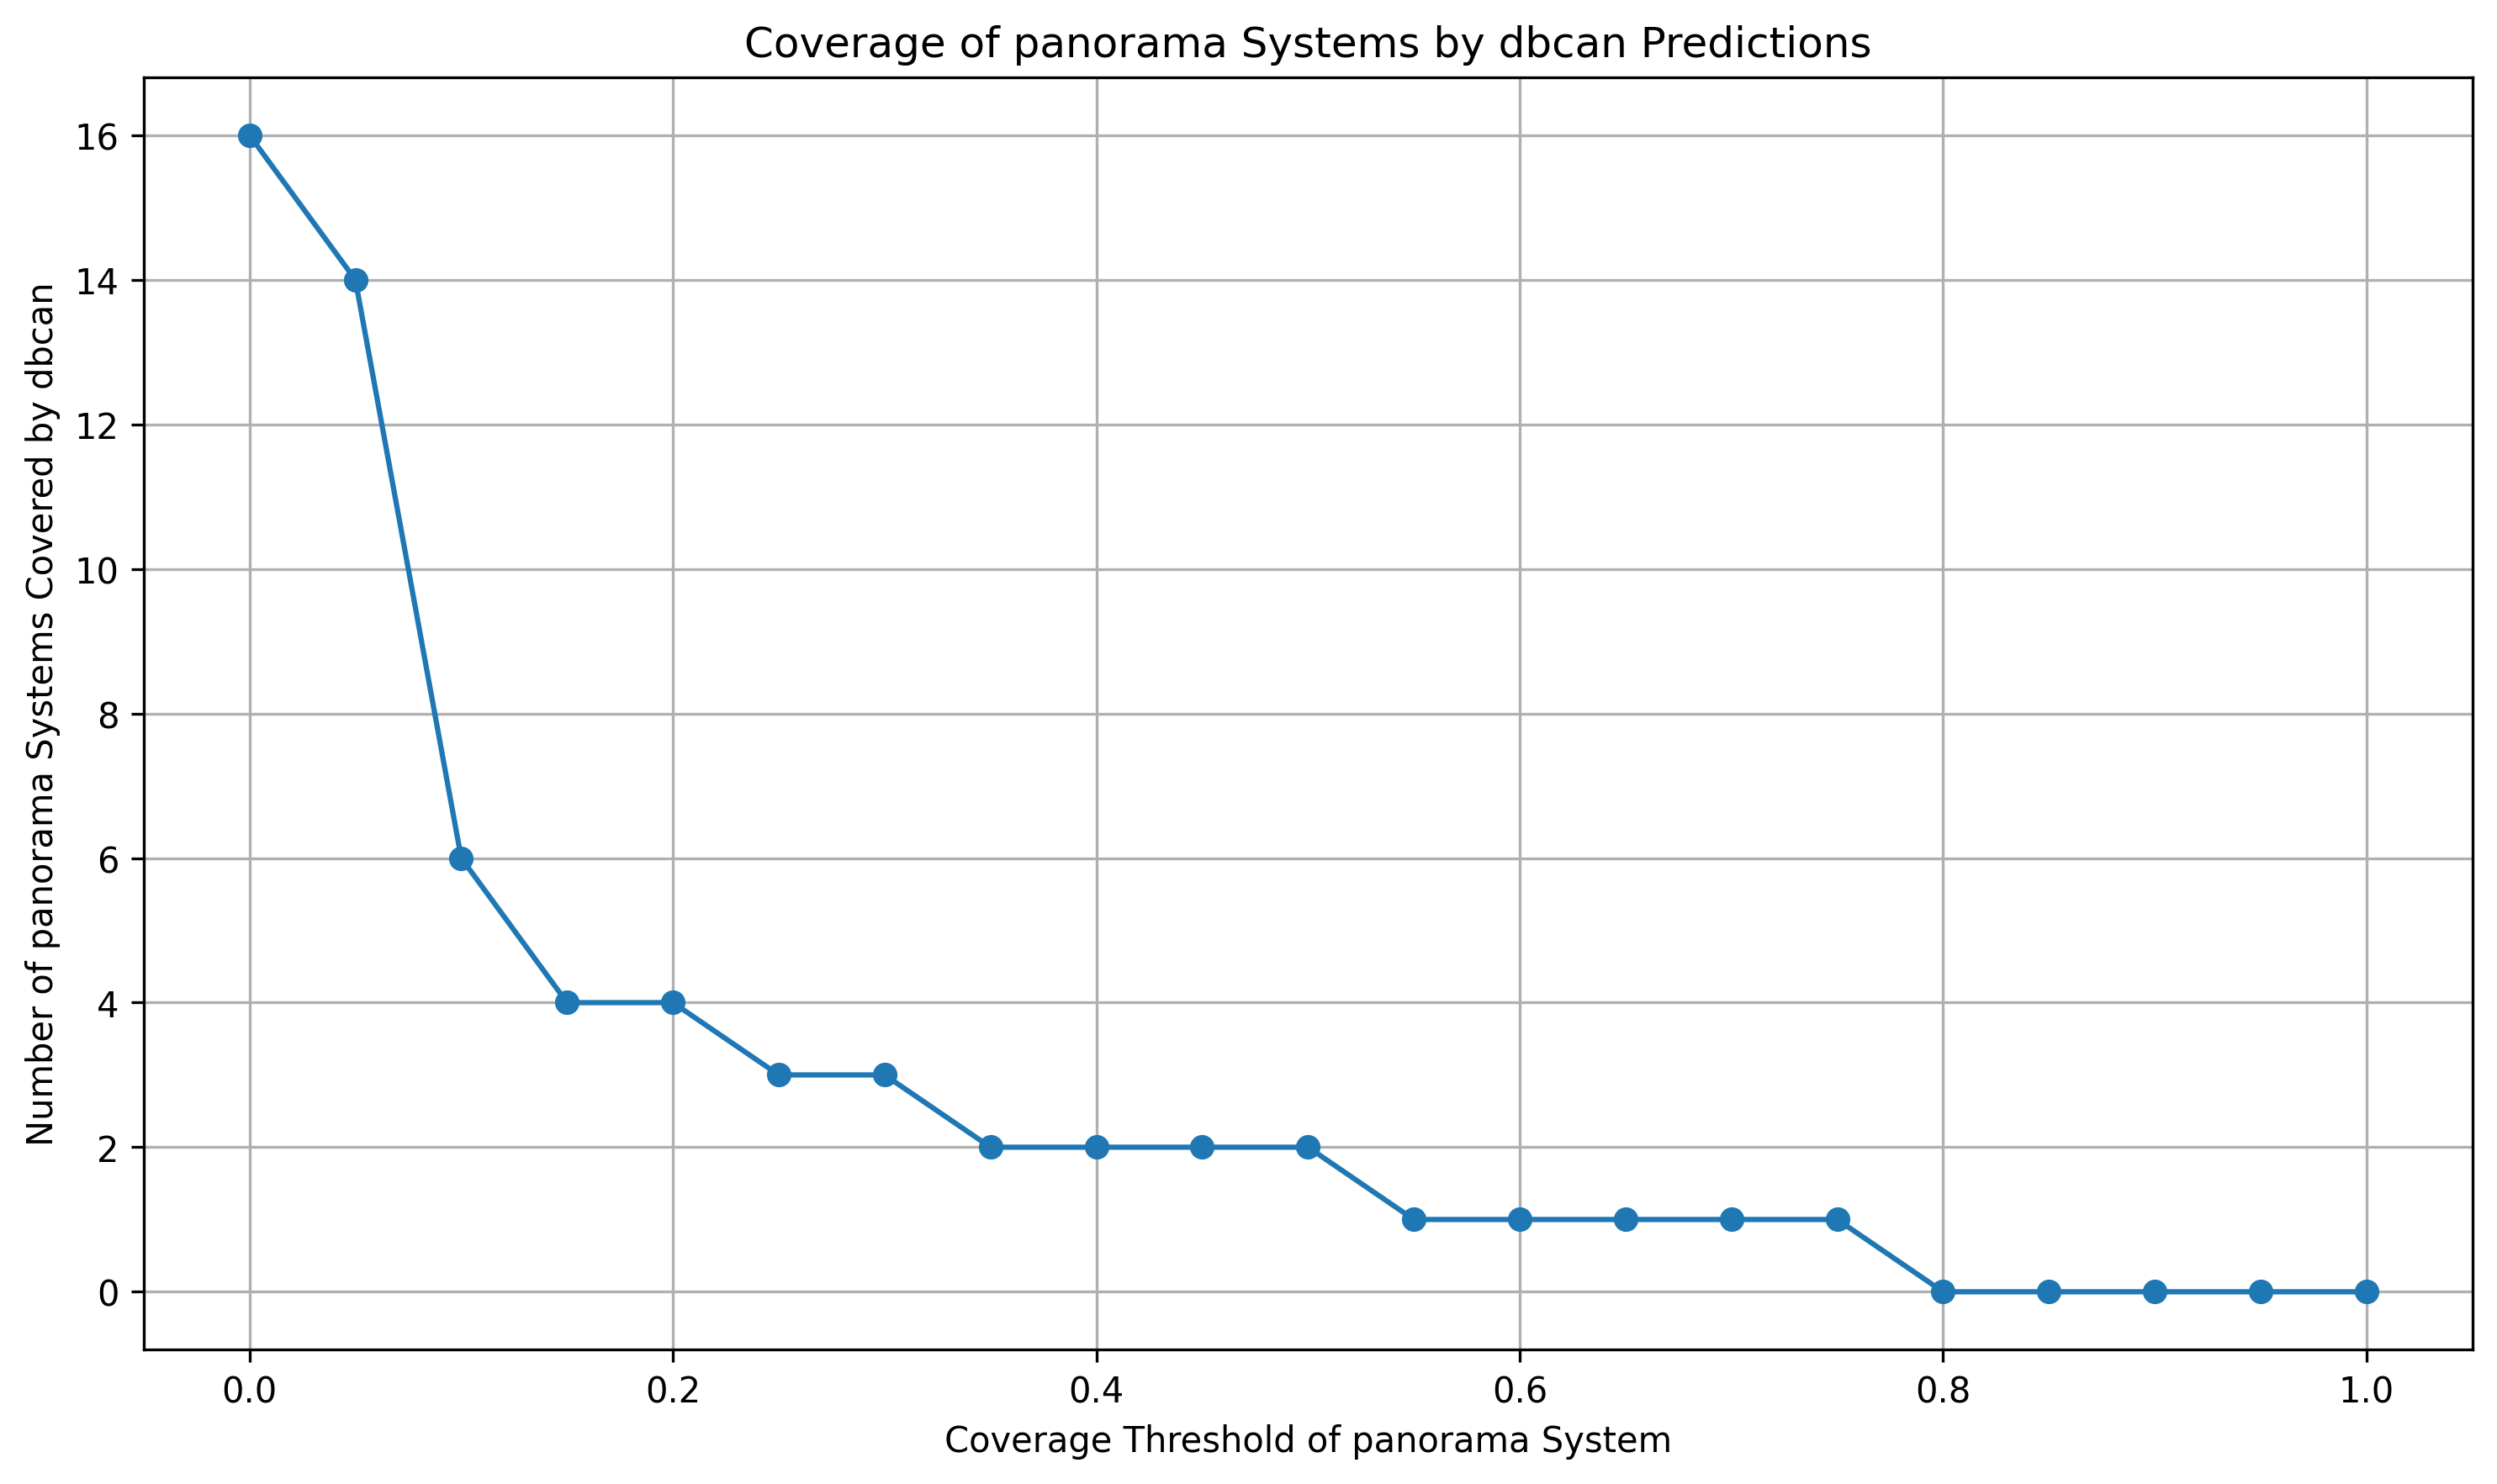 Coverage of panorama Systems by dbcan Predictions
Number of panorama Systems Covered by dbcan
16
14
12
10
8
6
4
2
0
0.0 0.2 0.4 0.6 0.8 1.0
Coverage Threshold of panorama System